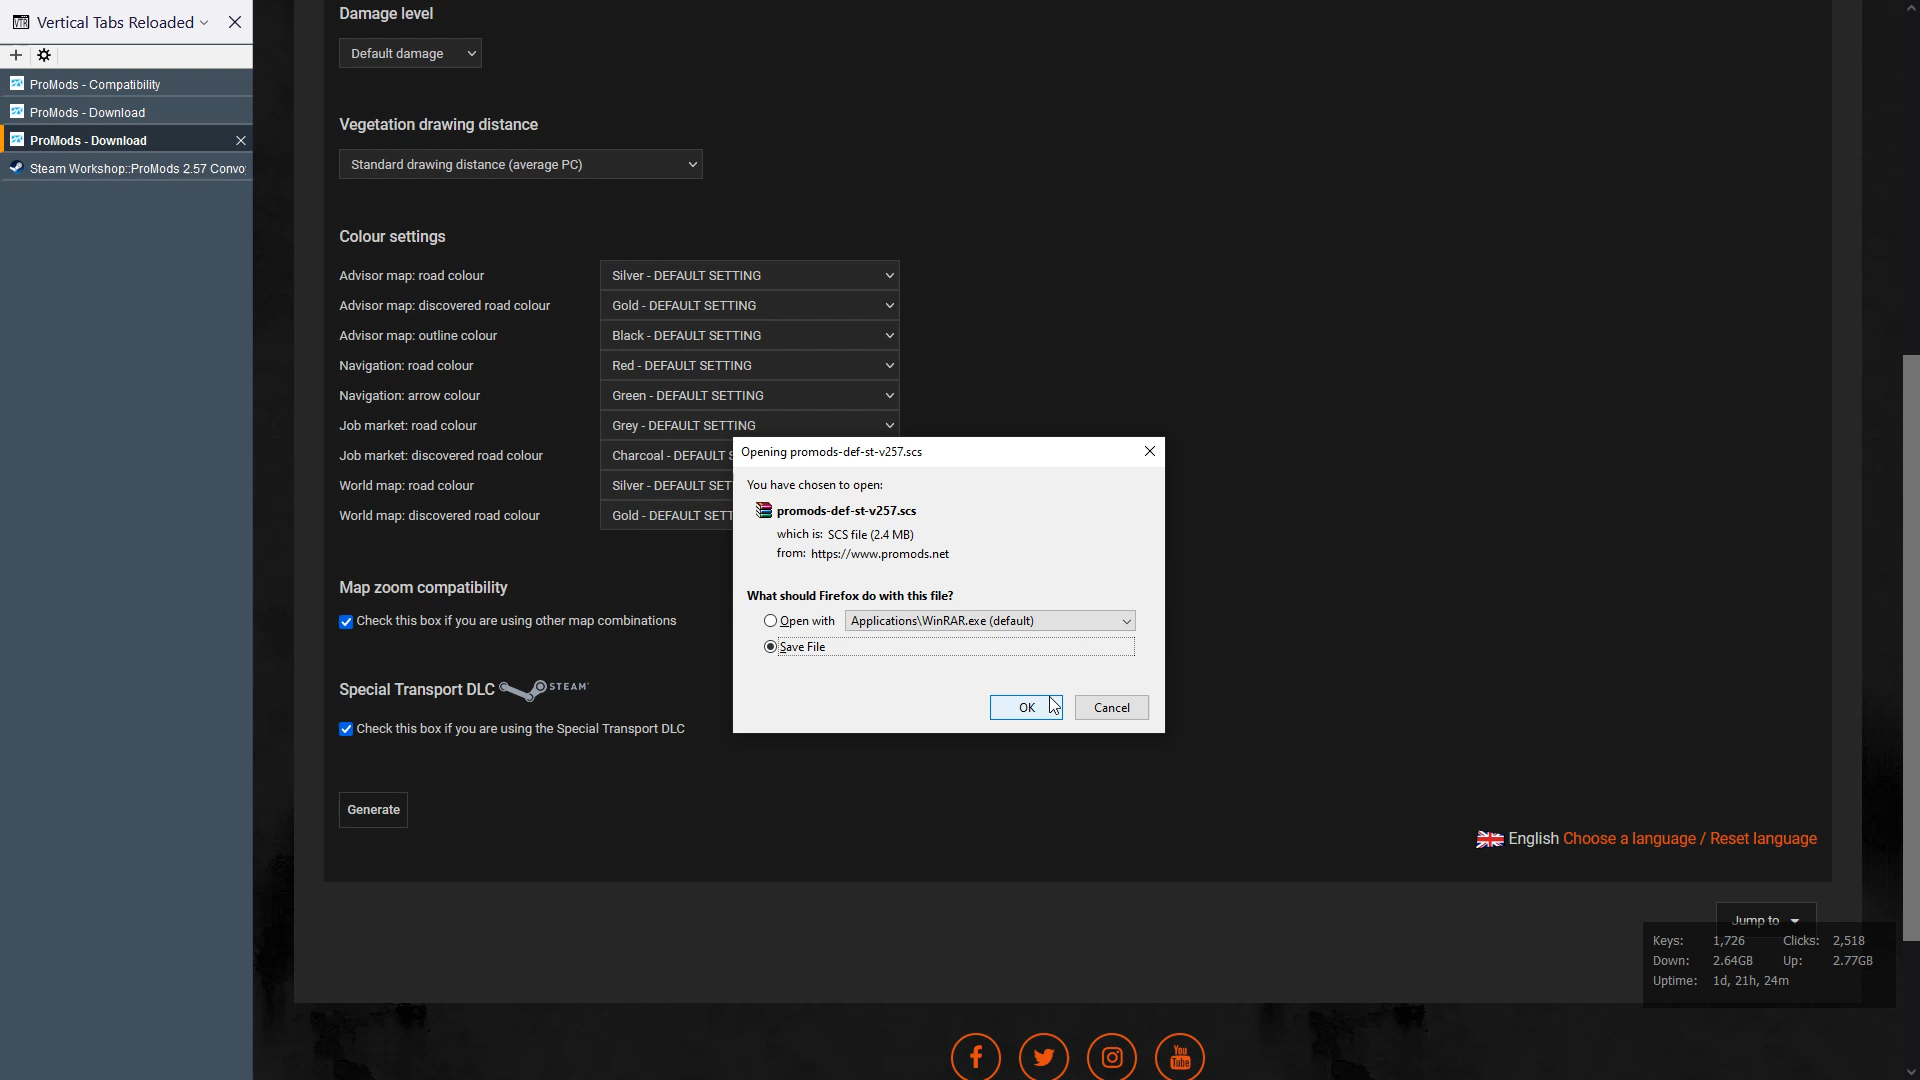 Vertical Tabs Reloaded
ProMods - Compatibility
ProMods - Download
ProMods - Download
Steam Workshop::ProMods 2.57 Convo
Damage level
Default damage
Vegetation drawing distance
Standard drawing distance (average PC)
Colour settings
Advisor map: road colour Silver - DEFAULT SETTING
Advisor map: discovered road colour Gold - DEFAULT SETTING
Advisor map: outline colour Black - DEFAULT SETTING
Navigation: road colour Red - DEFAULT SETTING
Navigation: arrow colour Green - DEFAULT SETTING
Job market: road colour Grey - DEFAULT SETTING
Job market: discovered road colour Charcoal - DEFAULT S
World map: road colour Silver - DEFAULT SET
World map: discovered road colour Gold - DEFAULT SETT
Map zoom compatibility
Check this box if you are using other map combinations
Special Transport DLC STEAM
Check this box if you are using the Special Transport DLC
Generate
Opening promods-def-st-v257.scs
You have chosen to open:
promods-def-st-v257.scs
which is: SCS file (2.4 MB)
from: https://www.promods.net
What should Firefox do with this file?
Open with Applications\WinRAR.exe (default)
Save File
OK Cancel
English Choose a language / Reset language
Jump to
Keys: 1,726 Clicks: 2,518
Down: 2.64GB Up: 2.77GB
Uptime: 1d, 21h, 24m
You
Tube